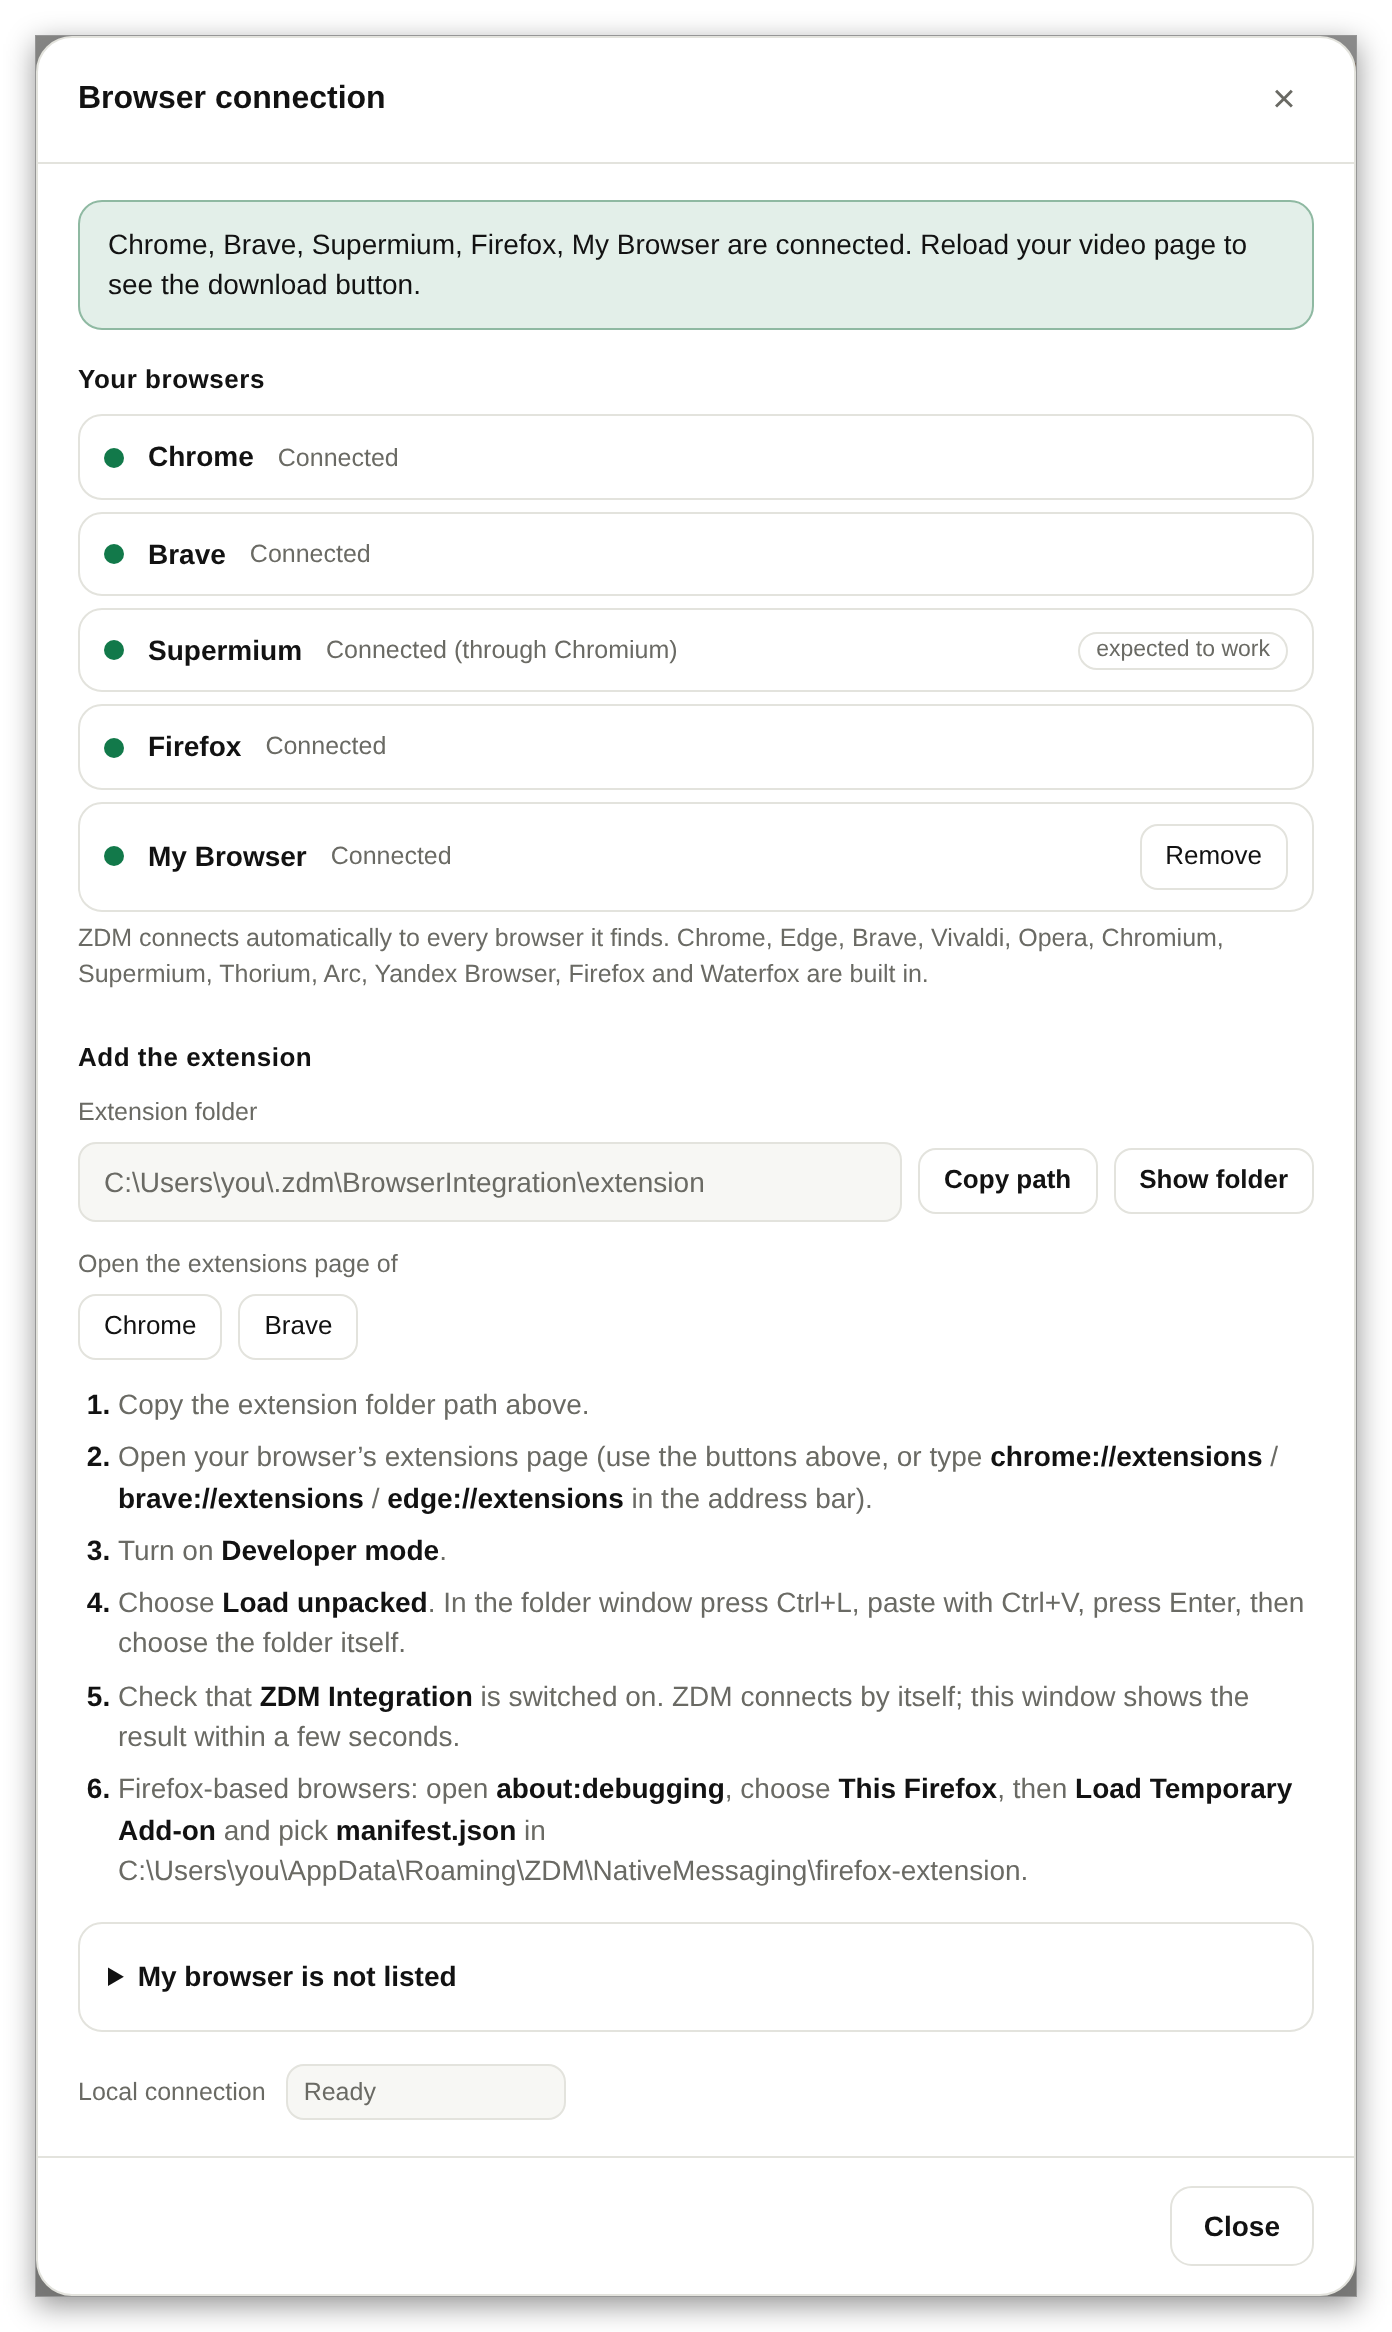 Browser connection
Chrome, Brave, Supermium, Firefox, My Browser are connected. Reload your video page to
see the download button.
Your browsers
Chrome Connected
Brave Connected
Supermium Connected (through Chromium) expected to work
Firefox Connected
My Browser Connected Remove
ZDM connects automatically to every browser it finds. Chrome, Edge, Brave, Vivaldi, Opera, Chromium,
Supermium, Thorium, Arc, Yandex Browser, Firefox and Waterfox are built in.
Add the extension
Extension folder
C:\Users\you\.zdm\BrowserIntegration\extension Copy path Show folder
Open the extensions page of
Chrome Brave
1. Copy the extension folder path above.
2. Open your browser’s extensions page (use the buttons above, or type chrome://extensions /
brave://extensions / edge://extensions in the address bar).
3. Turn on Developer mode.
4. Choose Load unpacked. In the folder window press Ctrl+L, paste with Ctrl+V, press Enter, then
choose the folder itself.
5. Check that ZDM Integration is switched on. ZDM connects by itself; this window shows the
result within a few seconds.
6. Firefox-based browsers: open about:debugging, choose This Firefox, then Load Temporary
Add-on and pick manifest.json in
C:\Users\you\AppData\Roaming\ZDM\NativeMessaging\firefox-extension.
My browser is not listed
Local connection Ready
Close